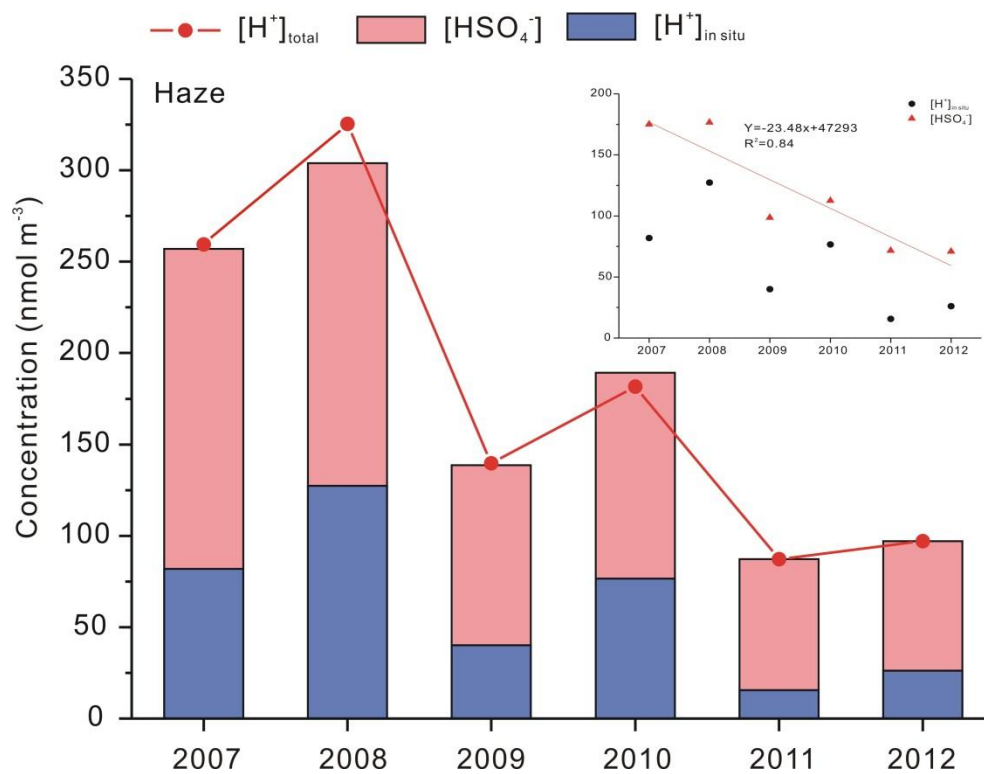 [H⁺]total [HSO₄⁻] [H⁺]in situ
Haze
Concentration (nmol m⁻³)
350
300
250
200
150
100
50
0
2007 2008 2009 2010 2011 2012
[H⁺]in situ
[HSO₄⁻]
Y=-23.48x+47293
R²=0.84
200
150
100
50
0
2007 2008 2009 2010 2011 2012